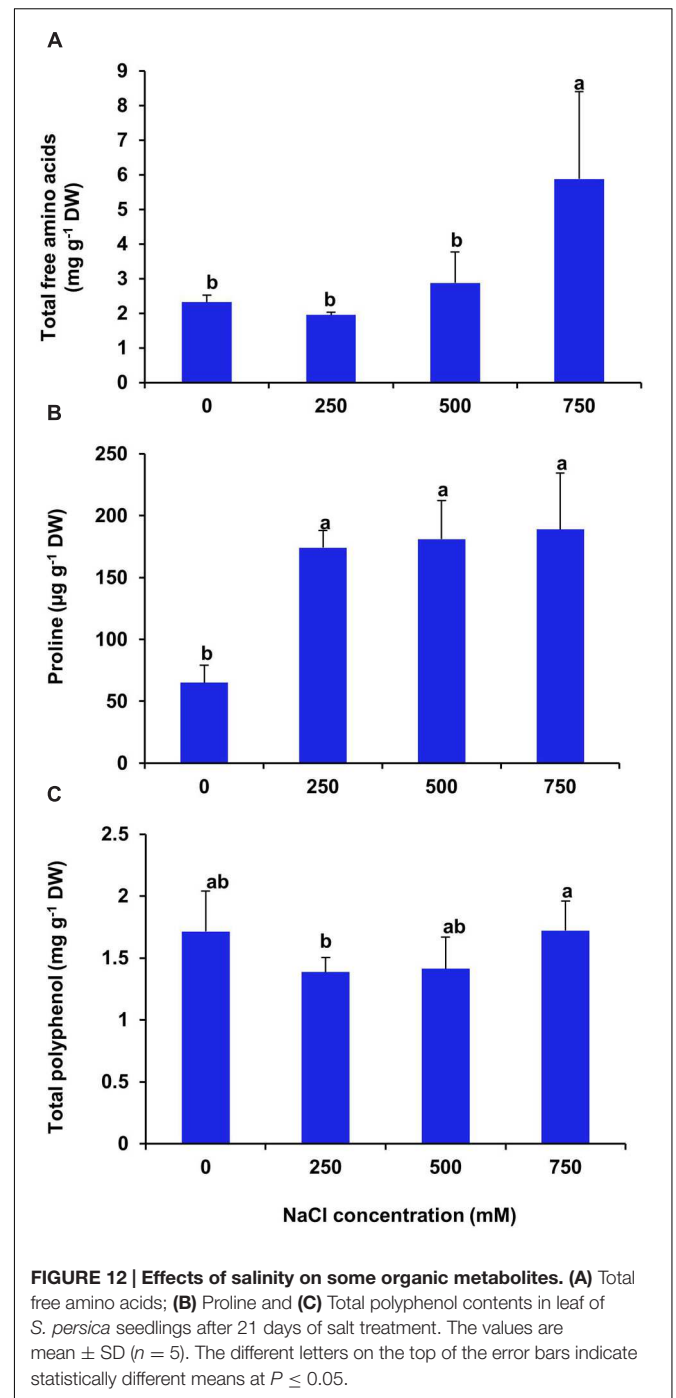 A
Total free amino acids
(mg g-1 DW)
9
8
7
6
5
4
3
2
1
0
b
b
b
a
0 250 500 750
B
Proline (µg g-1 DW)
250
200
150
100
50
0
b
a
a
a
0 250 500 750
C
Total polyphenol (mg g-1 DW)
2.5
2
1.5
1
0.5
0
ab
b
ab
a
0 250 500 750
NaCl concentration (mM)
FIGURE 12 | Effects of salinity on some organic metabolites. (A) Total
free amino acids; (B) Proline and (C) Total polyphenol contents in leaf of
S. persica seedlings after 21 days of salt treatment. The values are
mean ± SD (n = 5). The different letters on the top of the error bars indicate
statistically different means at P ≤ 0.05.